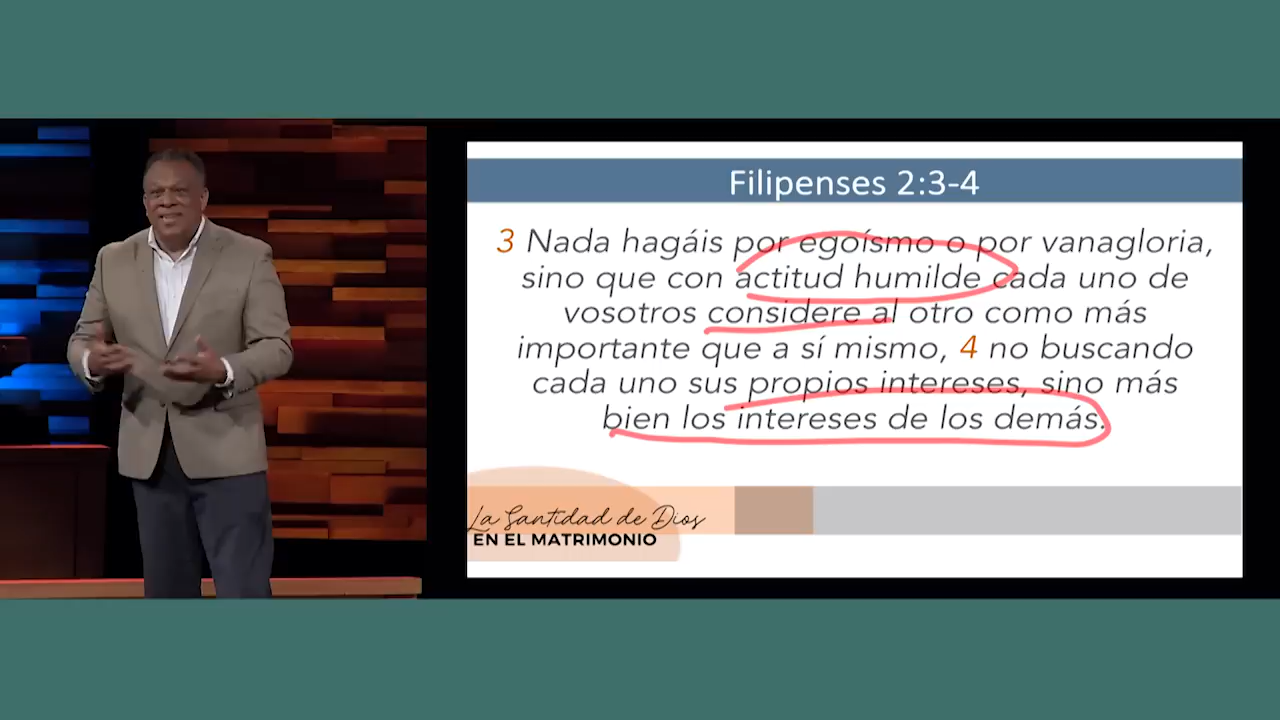 Filipenses 2:3-4
3 Nada hagáis por egoísmo o por vanagloria,
sino que con actitud humilde cada uno de
vosotros considere al otro como más
importante que a sí mismo, 4 no buscando
cada uno sus propios intereses, sino más
bien los intereses de los demás.
La Santidad de Dios
EN EL MATRIMONIO